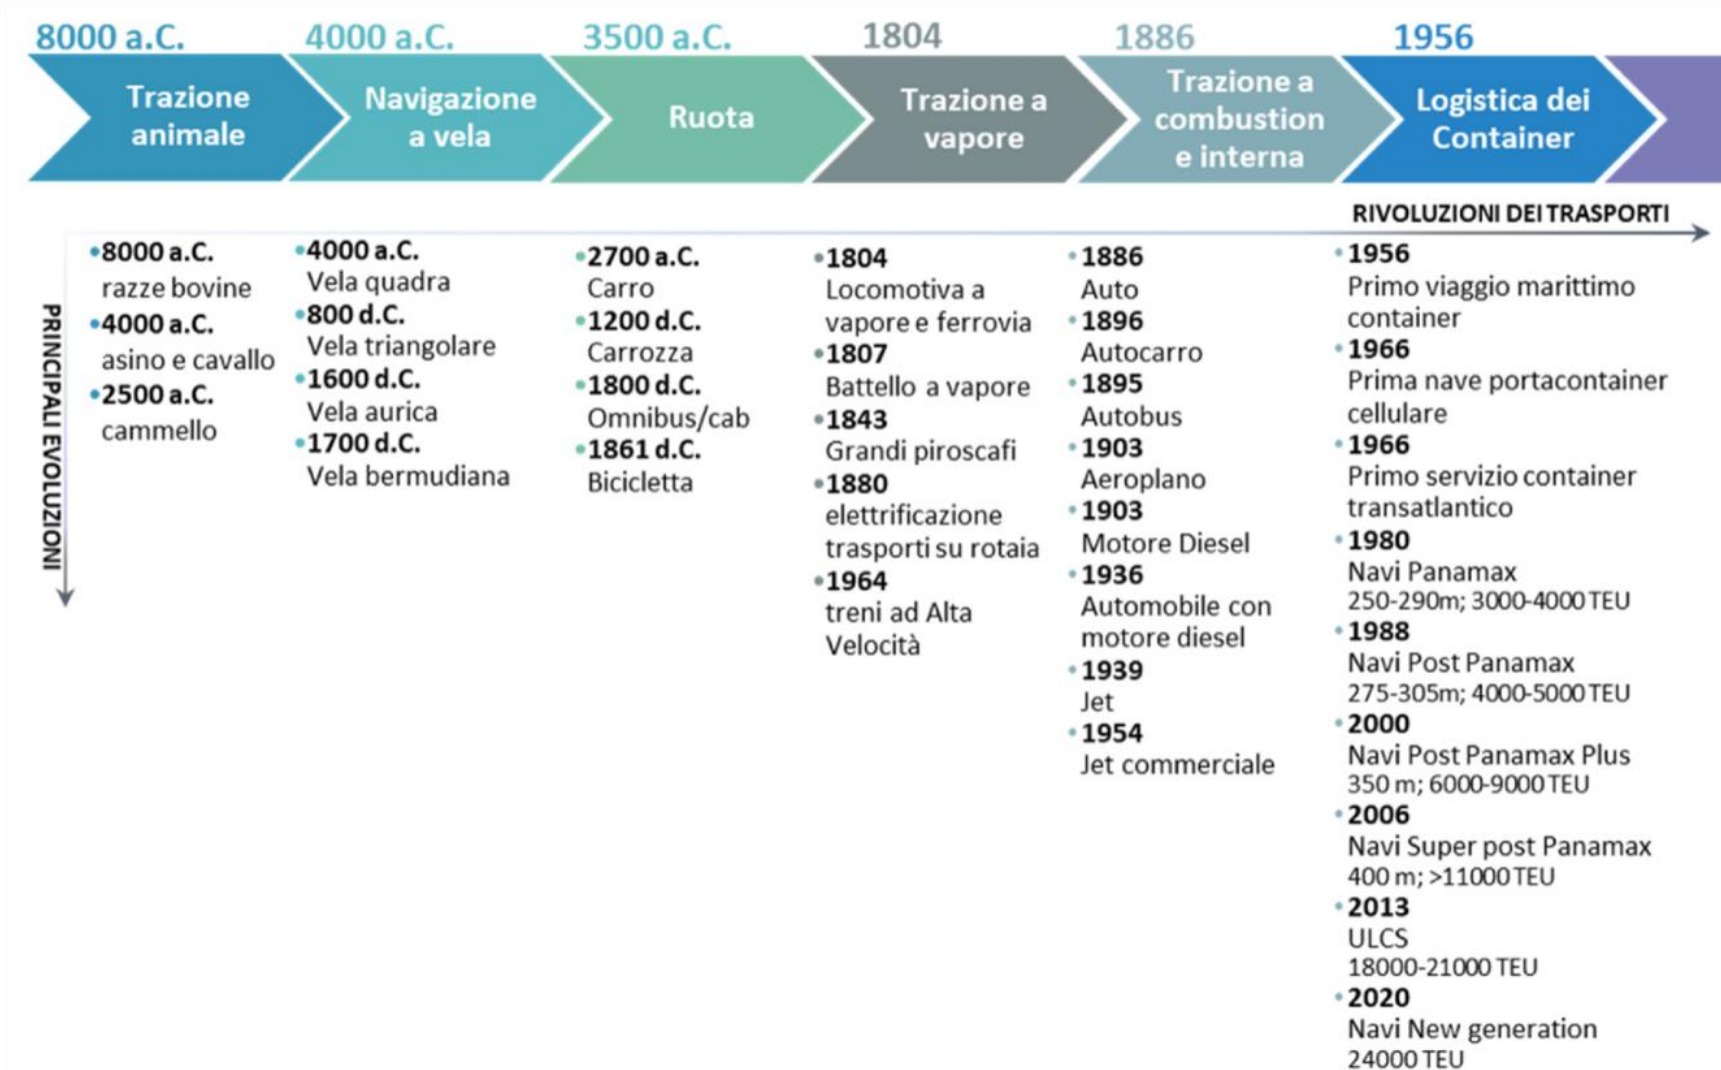 8000 a.C.
4000 a.C.
3500 a.C.
1804
1886
1956
Trazione
animale
Navigazione
a vela
Ruota
Trazione a
vapore
Trazione a
combustion
e interna
Logistica dei
Container
RIVOLUZIONI DEI TRASPORTI
PRINCIPALI EVOLUZIONI
•8000 a.C.
razze bovine
•4000 a.C.
asino e cavallo
•2500 a.C.
cammello
•4000 a.C.
Vela quadra
•800 d.C.
Vela triangolare
•1600 d.C.
Vela aurica
•1700 d.C.
Vela bermudiana
•2700 a.C.
Carro
•1200 d.C.
Carrozza
•1800 d.C.
Omnibus/cab
•1861 d.C.
Bicicletta
•1804
Locomotiva a
vapore e ferrovia
•1807
Battello a vapore
•1843
Grandi piroscafi
•1880
elettrificazione
trasporti su rotaia
•1964
treni ad Alta
Velocità
•1886
Auto
•1896
Autocarro
•1895
Autobus
•1903
Aeroplano
•1903
Motore Diesel
•1936
Automobile con
motore diesel
•1939
Jet
•1954
Jet commerciale
•1956
Primo viaggio marittimo
container
•1966
Prima nave portacontainer
cellulare
•1966
Primo servizio container
transatlantico
•1980
Navi Panamax
250-290m; 3000-4000 TEU
•1988
Navi Post Panamax
275-305m; 4000-5000 TEU
•2000
Navi Post Panamax Plus
350 m; 6000-9000 TEU
•2006
Navi Super post Panamax
400 m; >11000 TEU
•2013
ULCS
18000-21000 TEU
•2020
Navi New generation
24000 TEU